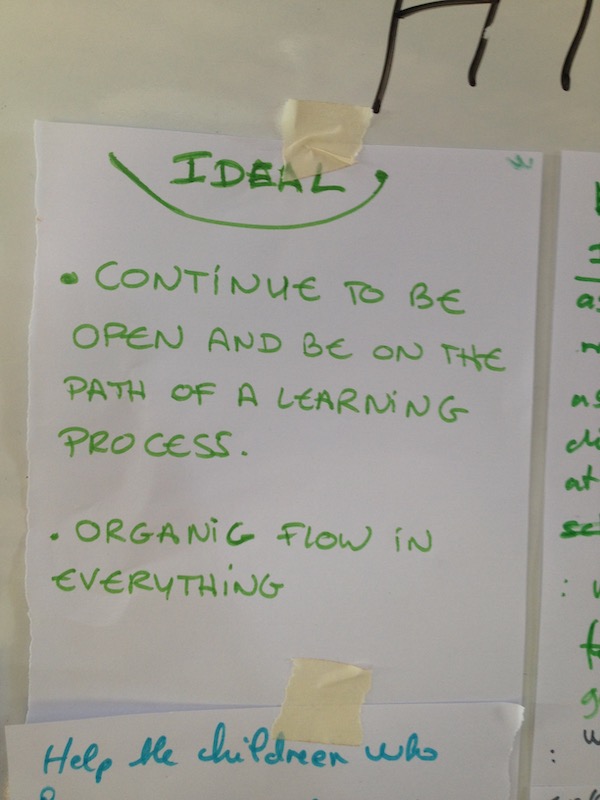 IDEAL
• CONTINUE TO BE
OPEN AND BE ON THE
PATH OF A LEARNING
PROCESS.
• ORGANIC FLOW IN
EVERYTHING
Help the children who